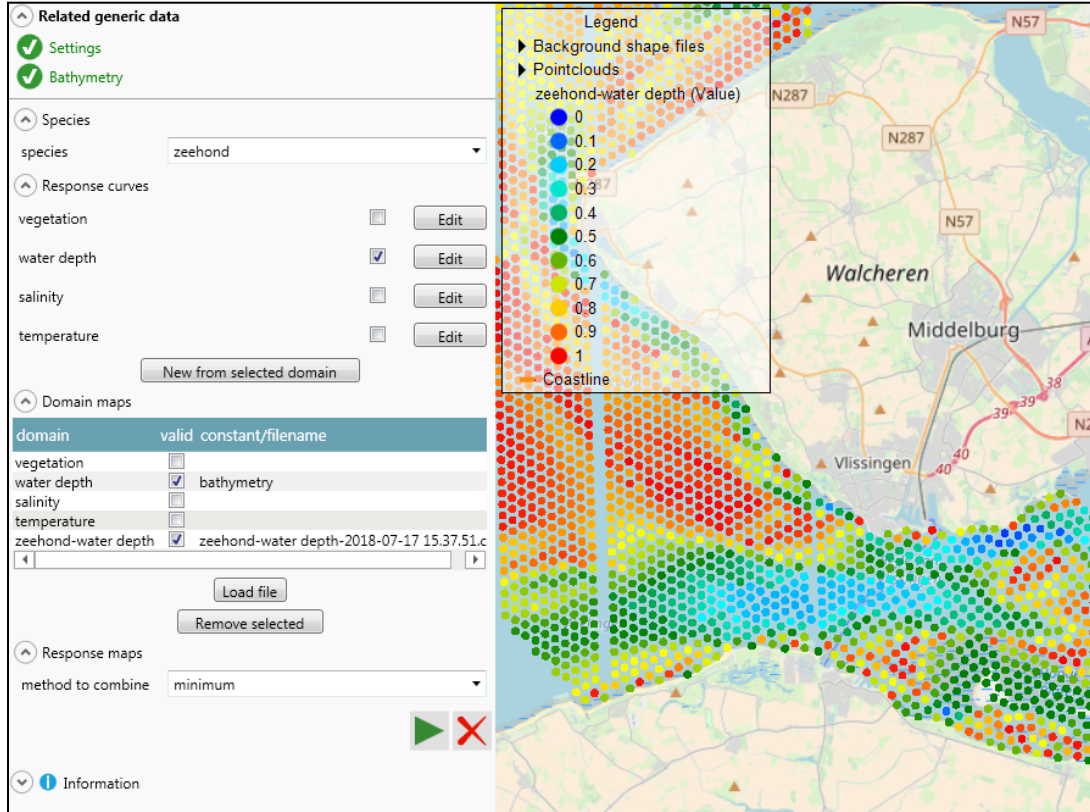 Related generic data
Settings
Bathymetry
Species
species zeehond
Response curves
vegetation Edit
water depth Edit
salinity Edit
temperature Edit
New from selected domain
Domain maps
domain valid constant/filename
vegetation
water depth bathymetry
salinity
temperature
zeehond-water depth zeehond-water depth-2018-07-17 15.37.51.c
Load file
Remove selected
Response maps
method to combine minimum
Information
Legend
Background shape files
Pointclouds
zeehond-water depth (Value)
0
0.1
0.2
0.3
0.4
0.5
0.6
0.7
0.8
0.9
1
Coastline
N57
N287
N287
N57
Walcheren
Middelburg
38
39
39
40
40
Vlissingen